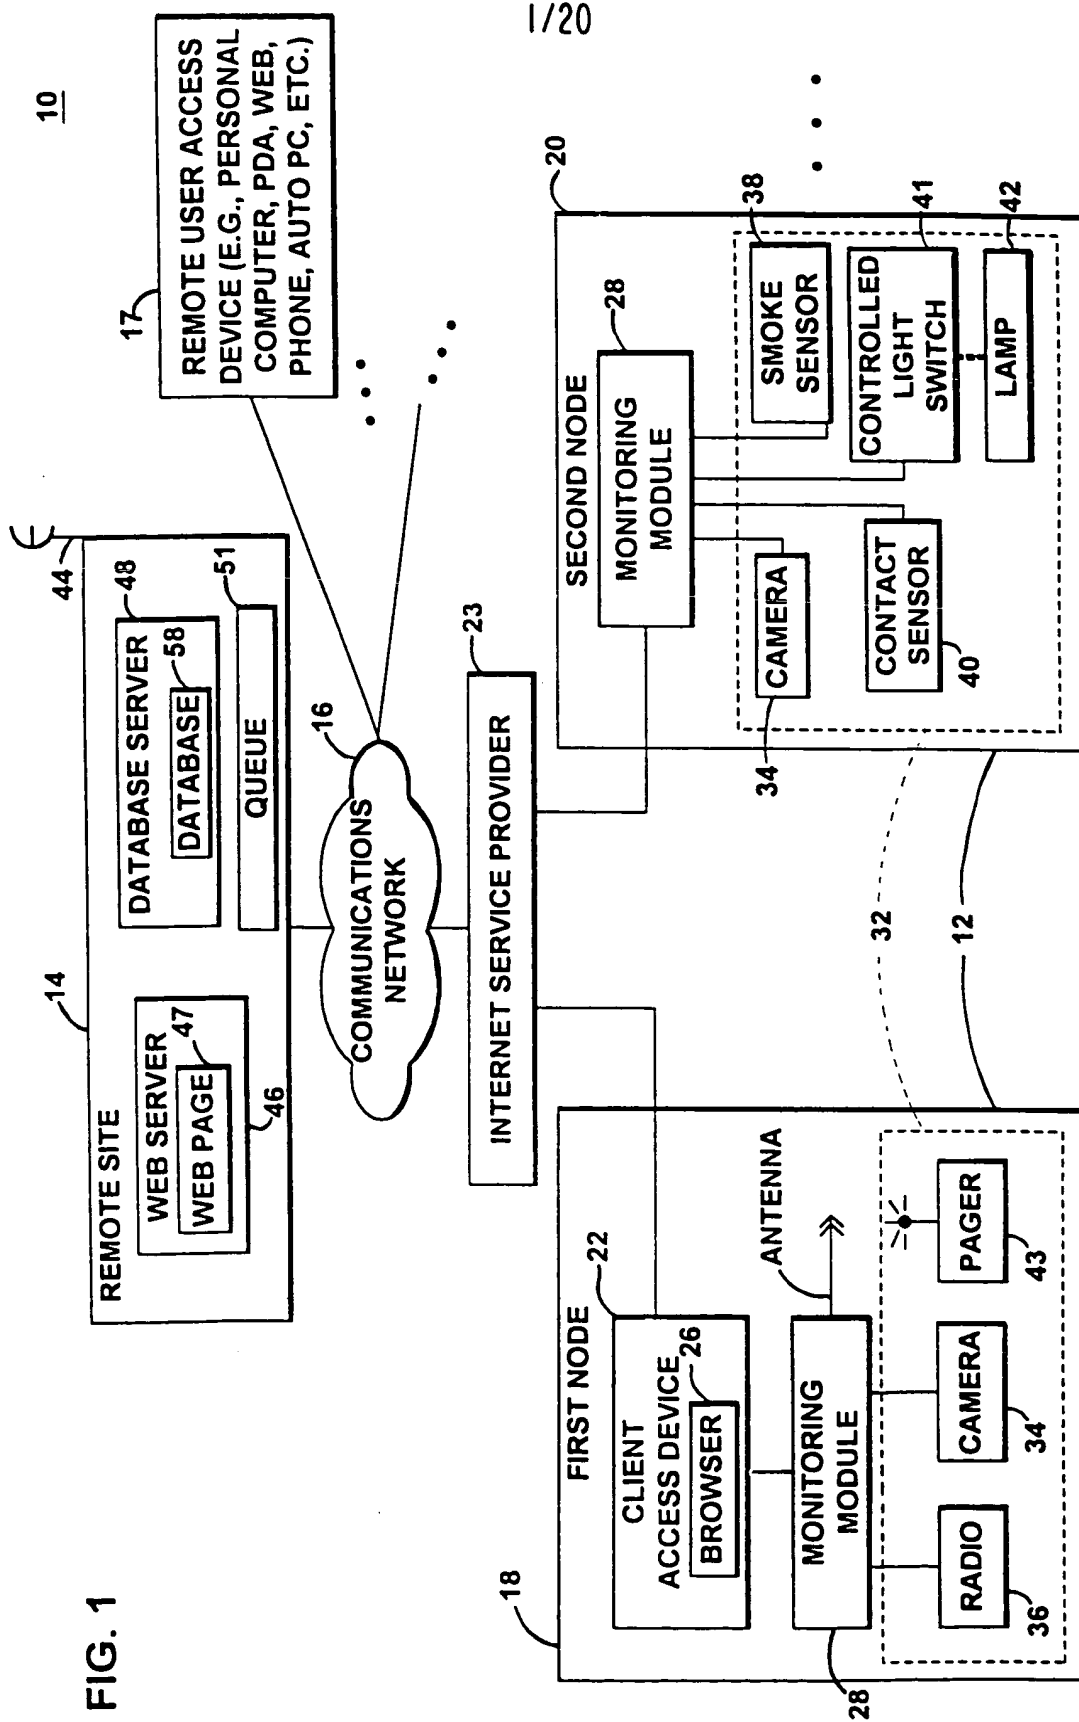 1/20
FIG. 1
10
14
REMOTE SITE
WEB SERVER
WEB PAGE
47
46
DATABASE SERVER
48
DATABASE
58
QUEUE
51
44
17
REMOTE USER ACCESS
DEVICE (E.G., PERSONAL
COMPUTER, PDA, WEB,
PHONE, AUTO PC, ETC.)
COMMUNICATIONS
NETWORK
16
INTERNET SERVICE PROVIDER
23
18
FIRST NODE
22
CLIENT
ACCESS DEVICE
BROWSER
26
MONITORING
MODULE
28
ANTENNA
RADIO
36
CAMERA
34
PAGER
43
32
12
20
SECOND NODE
MONITORING
MODULE
28
CAMERA
34
SMOKE
SENSOR
38
CONTACT
SENSOR
40
CONTROLLED
LIGHT
SWITCH
41
LAMP
42